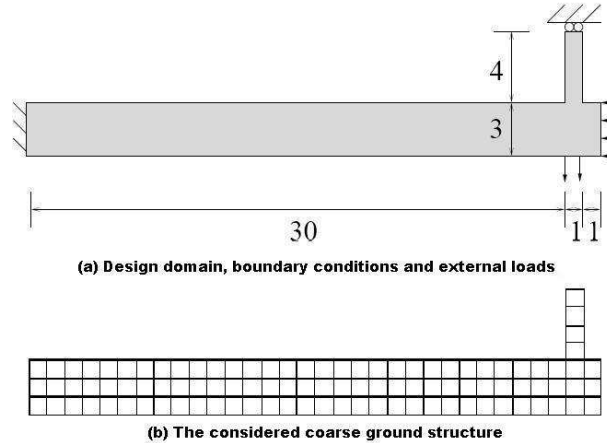 4
3
30
1
1
(a) Design domain, boundary conditions and external loads
(b) The considered coarse ground structure